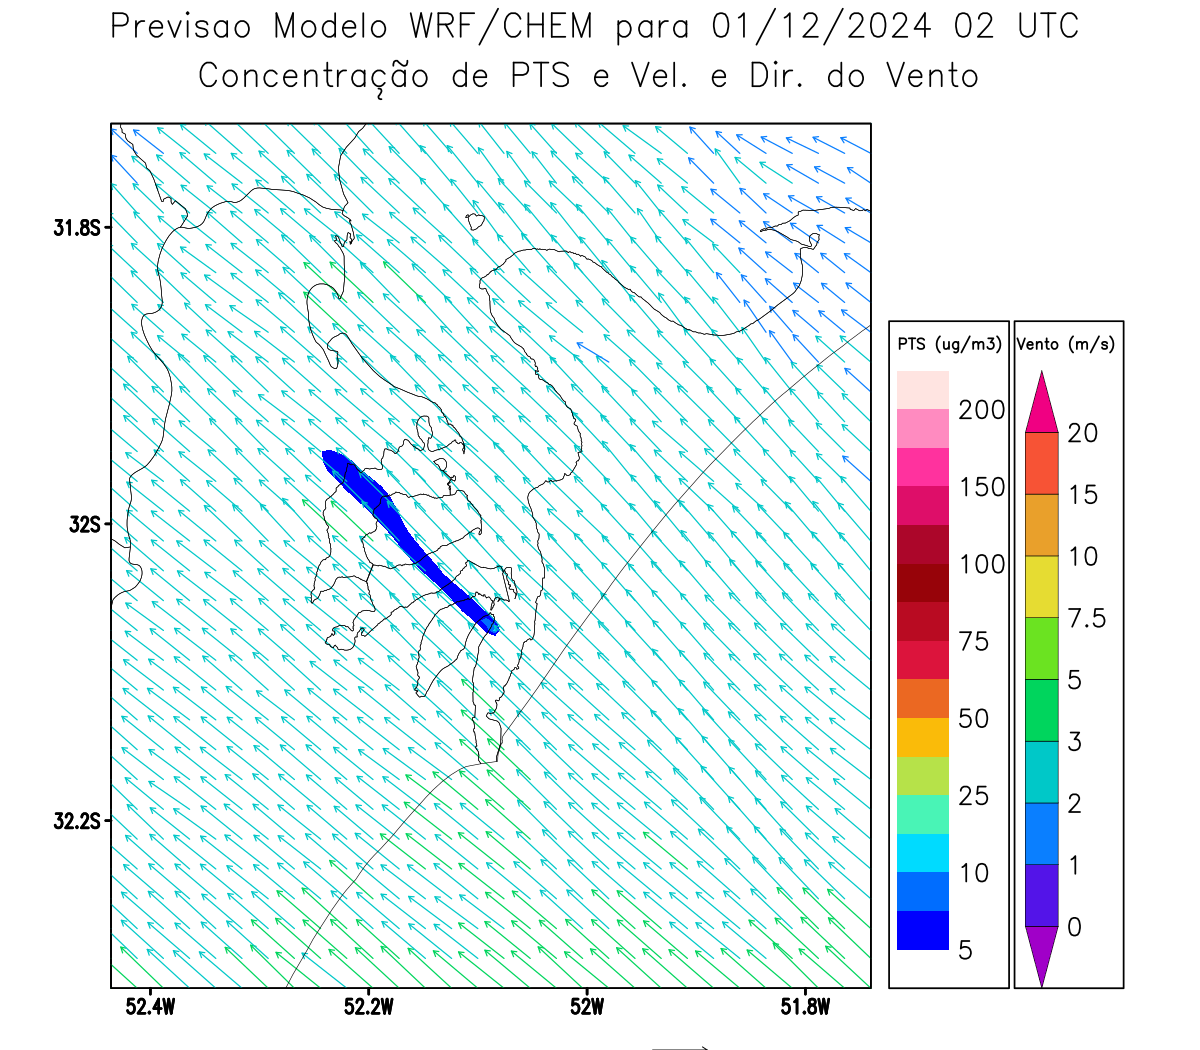 Previsao Modelo WRF/CHEM para 01/12/2024 02 UTC
Concentração de PTS e Vel. e Dir. do Vento
31.8S
32S
32.2S
52.4W
52.2W
52W
51.8W
PTS (ug/m3)
200
150
100
75
50
25
10
5
Vento (m/s)
20
15
10
7.5
5
3
2
1
0